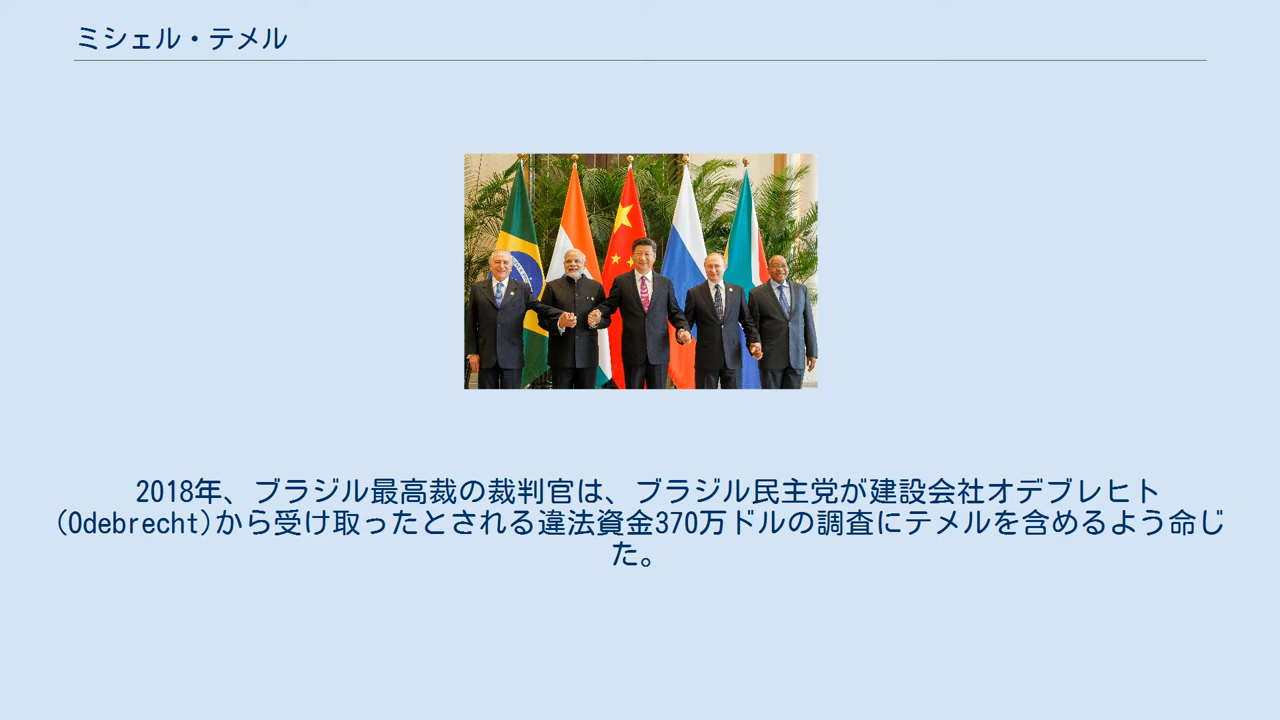 ミシェル・テメル
2018年、ブラジル最高裁の裁判官は、ブラジル民主党が建設会社オデブレヒト
(Odebrecht)から受け取ったとされる違法資金370万ドルの調査にテメルを含めるよう命じ
た。